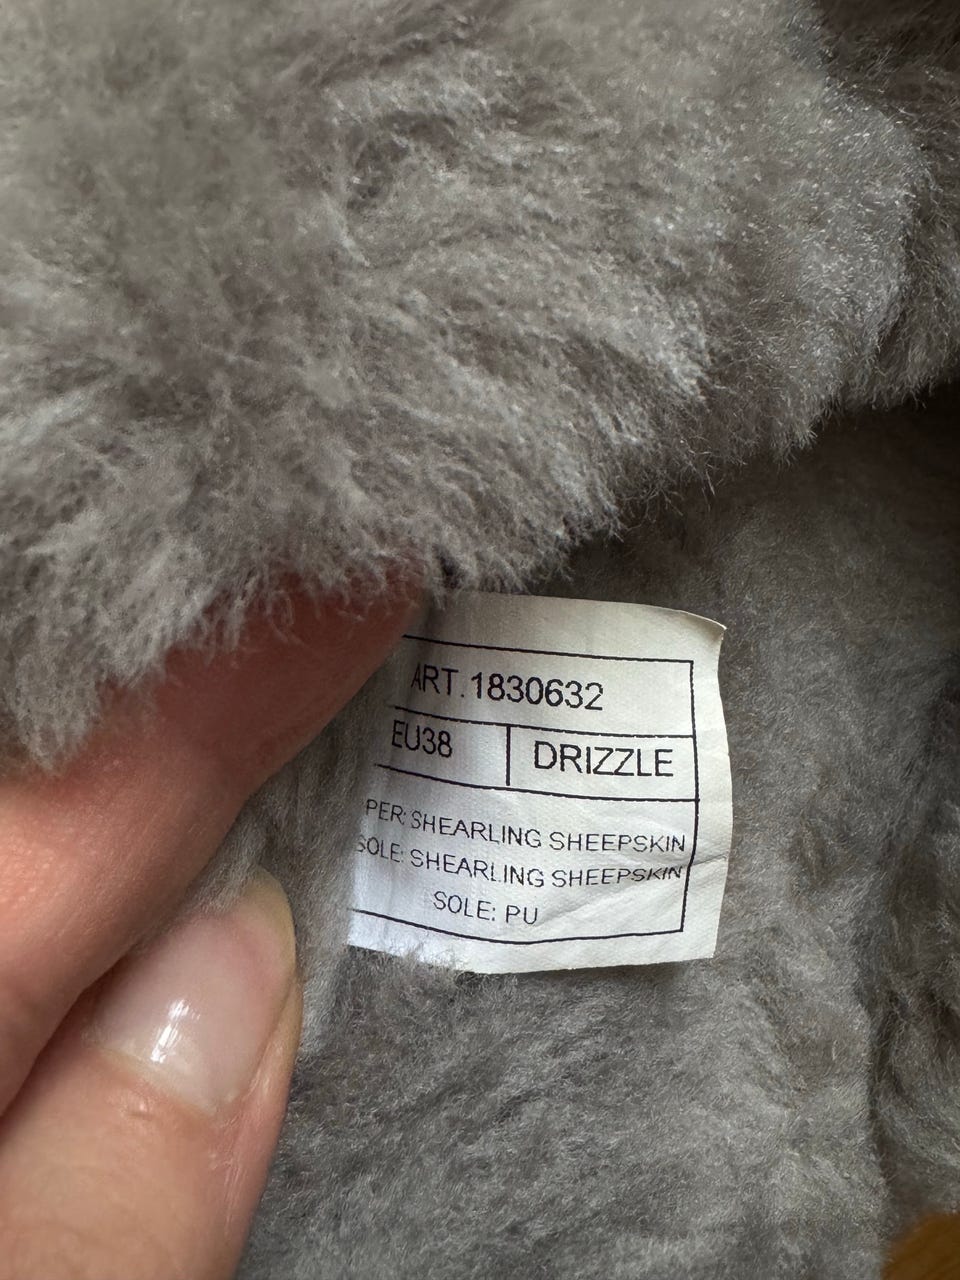 ART.1830632
EU38 DRIZZLE
PER: SHEARLING SHEEPSKIN
SOLE: SHEARLING SHEEPSKIN
SOLE: PU